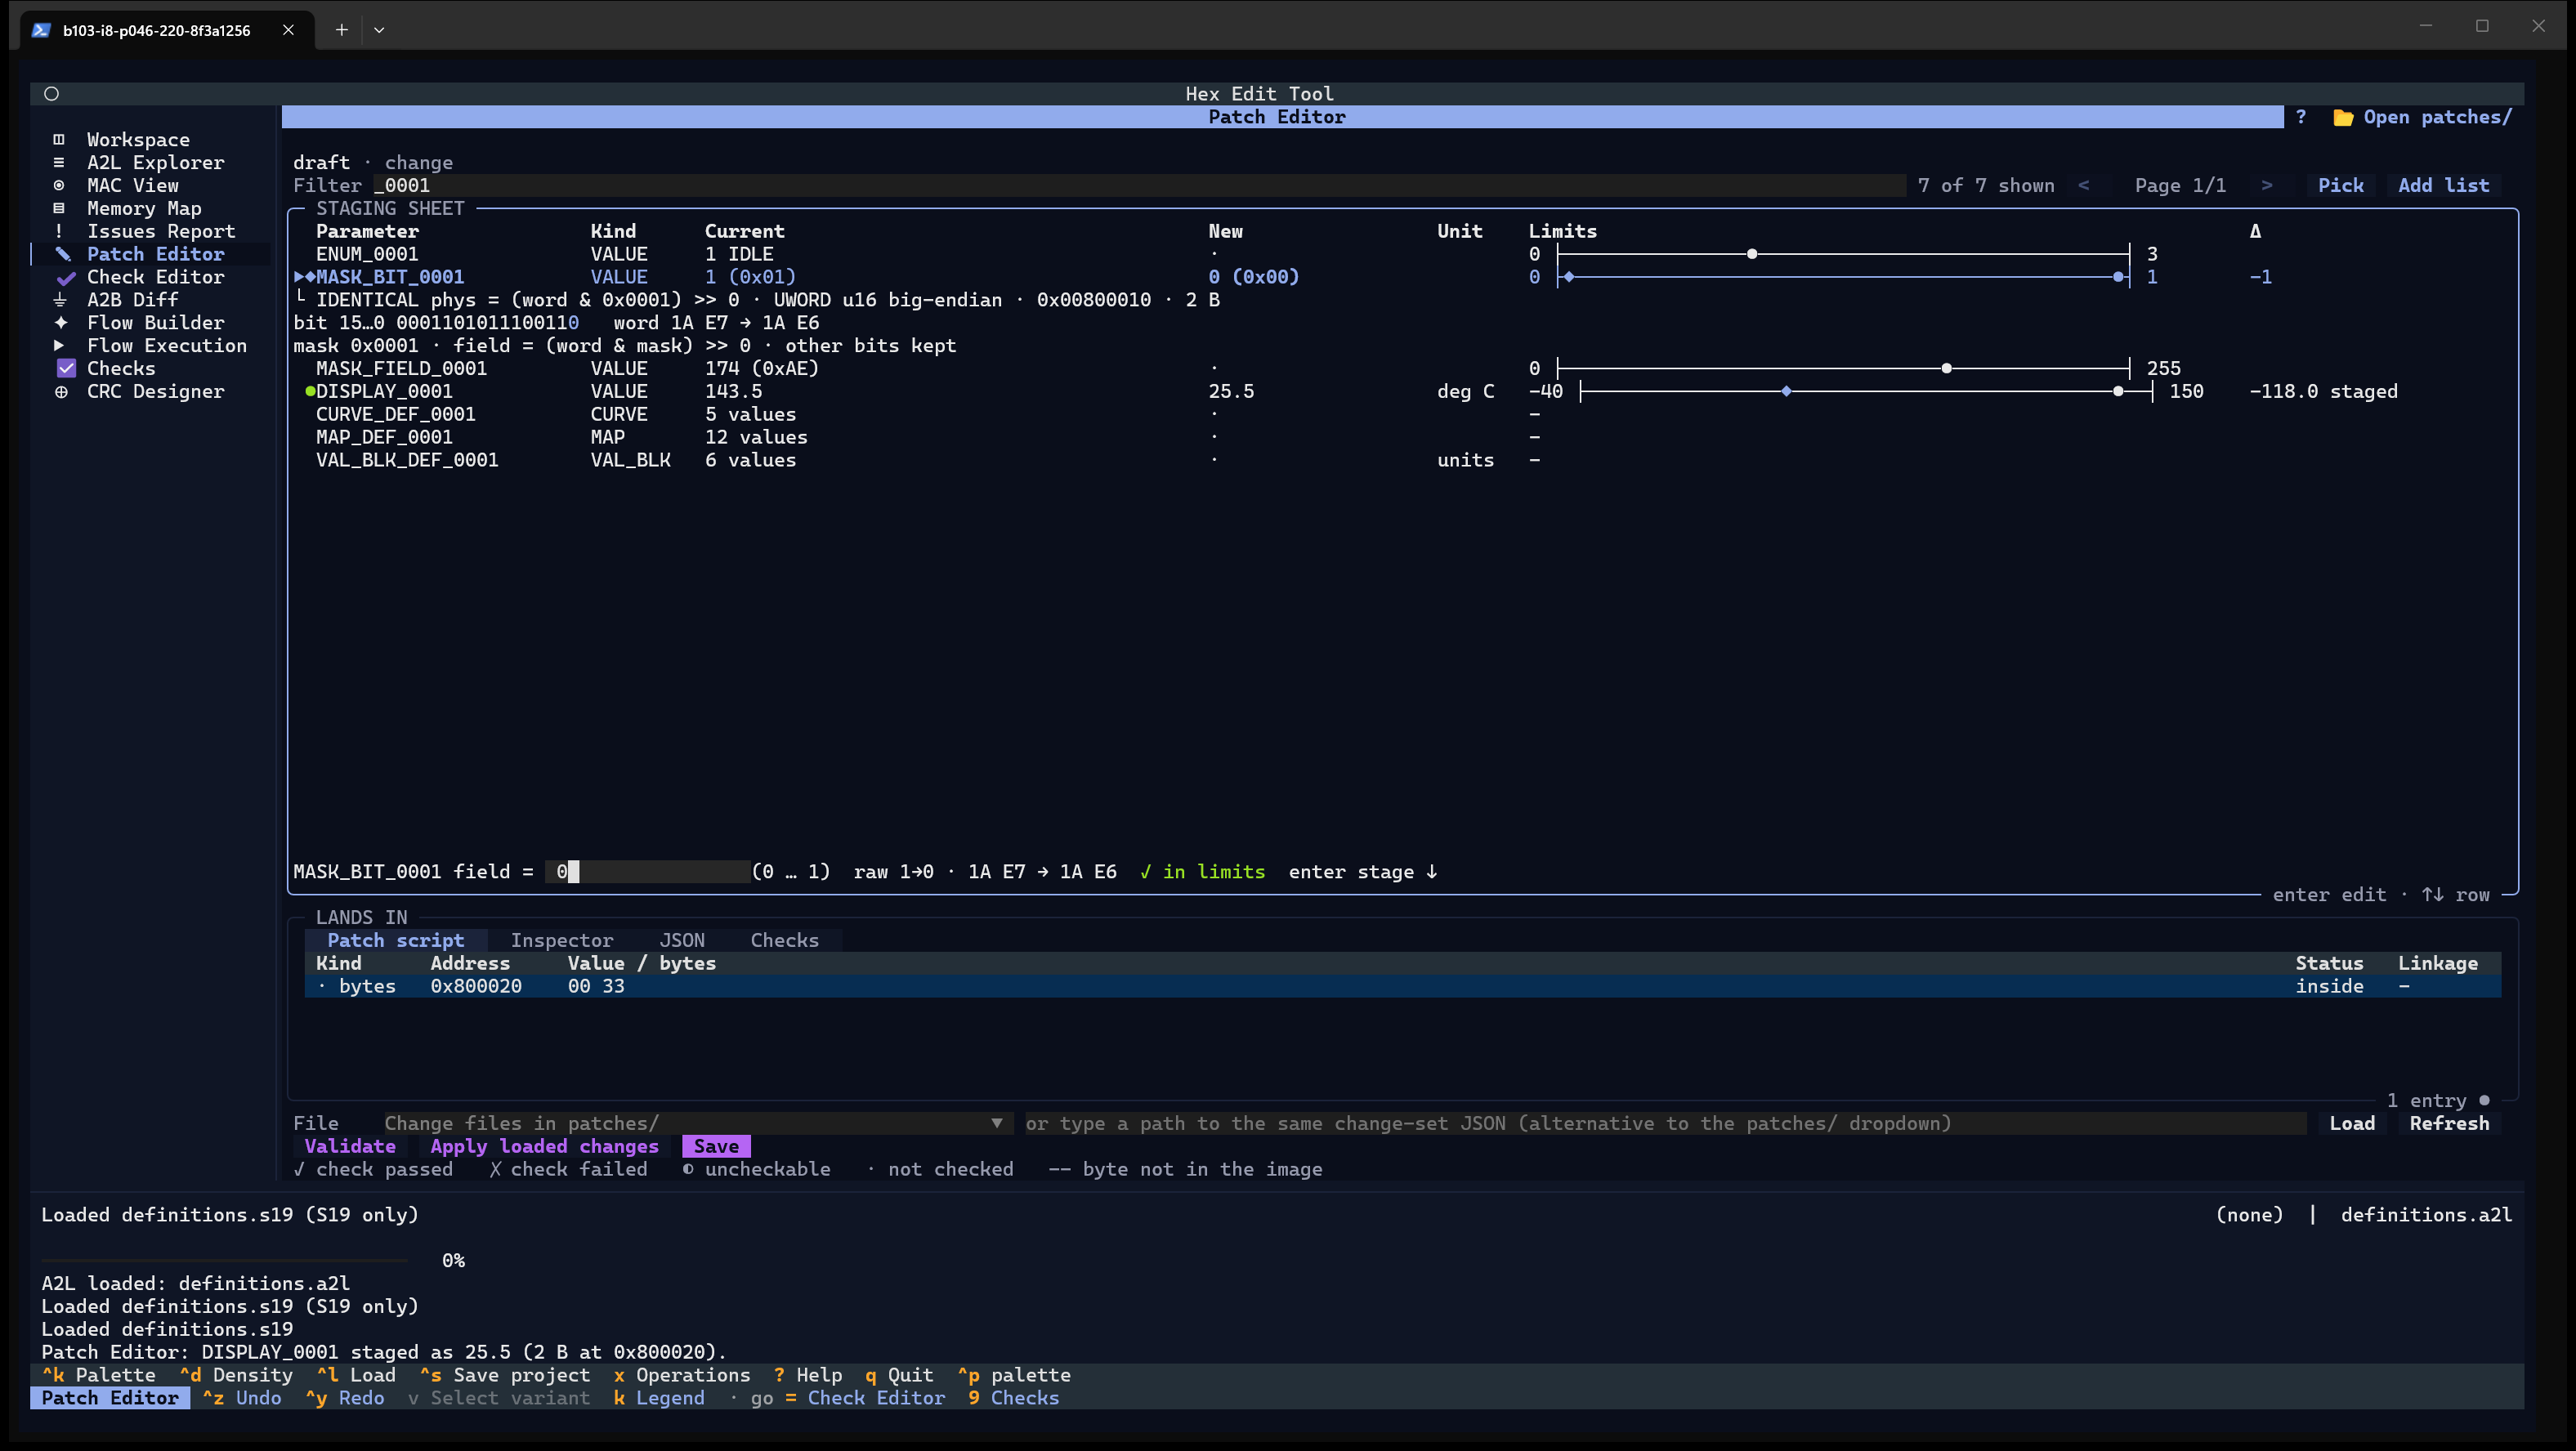 b103-i8-p046-220-8f3a1256
Hex Edit Tool
Patch Editor ? Open patches/
Workspace
A2L Explorer
MAC View
Memory Map
! Issues Report
Patch Editor
Check Editor
A2B Diff
Flow Builder
Flow Execution
Checks
CRC Designer
draft · change
Filter _0001 7 of 7 shown < Page 1/1 > Pick Add list
STAGING SHEET
Parameter Kind Current New Unit Limits Δ
ENUM_0001 VALUE 1 IDLE · 0 3
▶◆MASK_BIT_0001 VALUE 1 (0x01) 0 (0x00) 0 1 −1
└ IDENTICAL phys = (word & 0x0001) >> 0 · UWORD u16 big-endian · 0x00800010 · 2 B
bit 15…0 0001101011100110 word 1A E7 → 1A E6
mask 0x0001 · field = (word & mask) >> 0 · other bits kept
MASK_FIELD_0001 VALUE 174 (0xAE) · 0 255
●DISPLAY_0001 VALUE 143.5 25.5 deg C −40 150 −118.0 staged
CURVE_DEF_0001 CURVE 5 values · −
MAP_DEF_0001 MAP 12 values · −
VAL_BLK_DEF_0001 VAL_BLK 6 values · units −
MASK_BIT_0001 field = 0 (0 … 1) raw 1→0 · 1A E7 → 1A E6 ✓ in limits enter stage ↓
enter edit · ↑↓ row
LANDS IN
Patch script Inspector JSON Checks
Kind Address Value / bytes Status Linkage
· bytes 0x800020 00 33 inside −
1 entry ●
File Change files in patches/ ▼ or type a path to the same change-set JSON (alternative to the patches/ dropdown) Load Refresh
Validate Apply loaded changes Save
✓ check passed ✗ check failed ◐ uncheckable · not checked −− byte not in the image
Loaded definitions.s19 (S19 only) (none) | definitions.a2l
0%
A2L loaded: definitions.a2l
Loaded definitions.s19 (S19 only)
Loaded definitions.s19
Patch Editor: DISPLAY_0001 staged as 25.5 (2 B at 0x800020).
^k Palette ^d Density ^l Load ^s Save project x Operations ? Help q Quit ^p palette
Patch Editor ^z Undo ^y Redo v Select variant k Legend · go = Check Editor 9 Checks